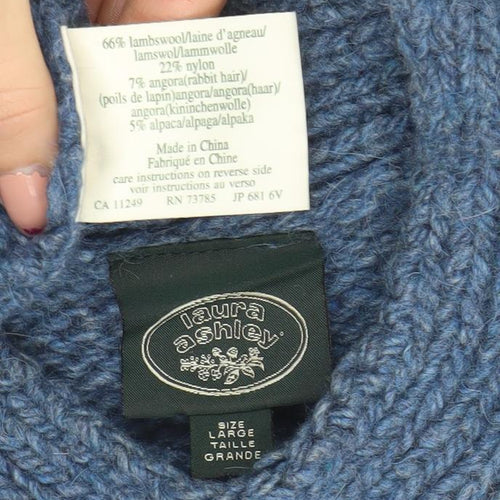 66% lambswool/laine d'agneau/
lamswol/lammwolle
22% nylon
7% angora(rabbit hair)/
(poils de lapin)angora/angora(haar)/
angora(kininchenwolle)
5% alpaca/alpaga/alpaka
Made in China
Fabriqué en Chine
care instructions on reverse side
voir instructions au verso
CA 11249 RN 73785 JP 681 6V
laura
ashley
SIZE
LARGE
TAILLE
GRANDE